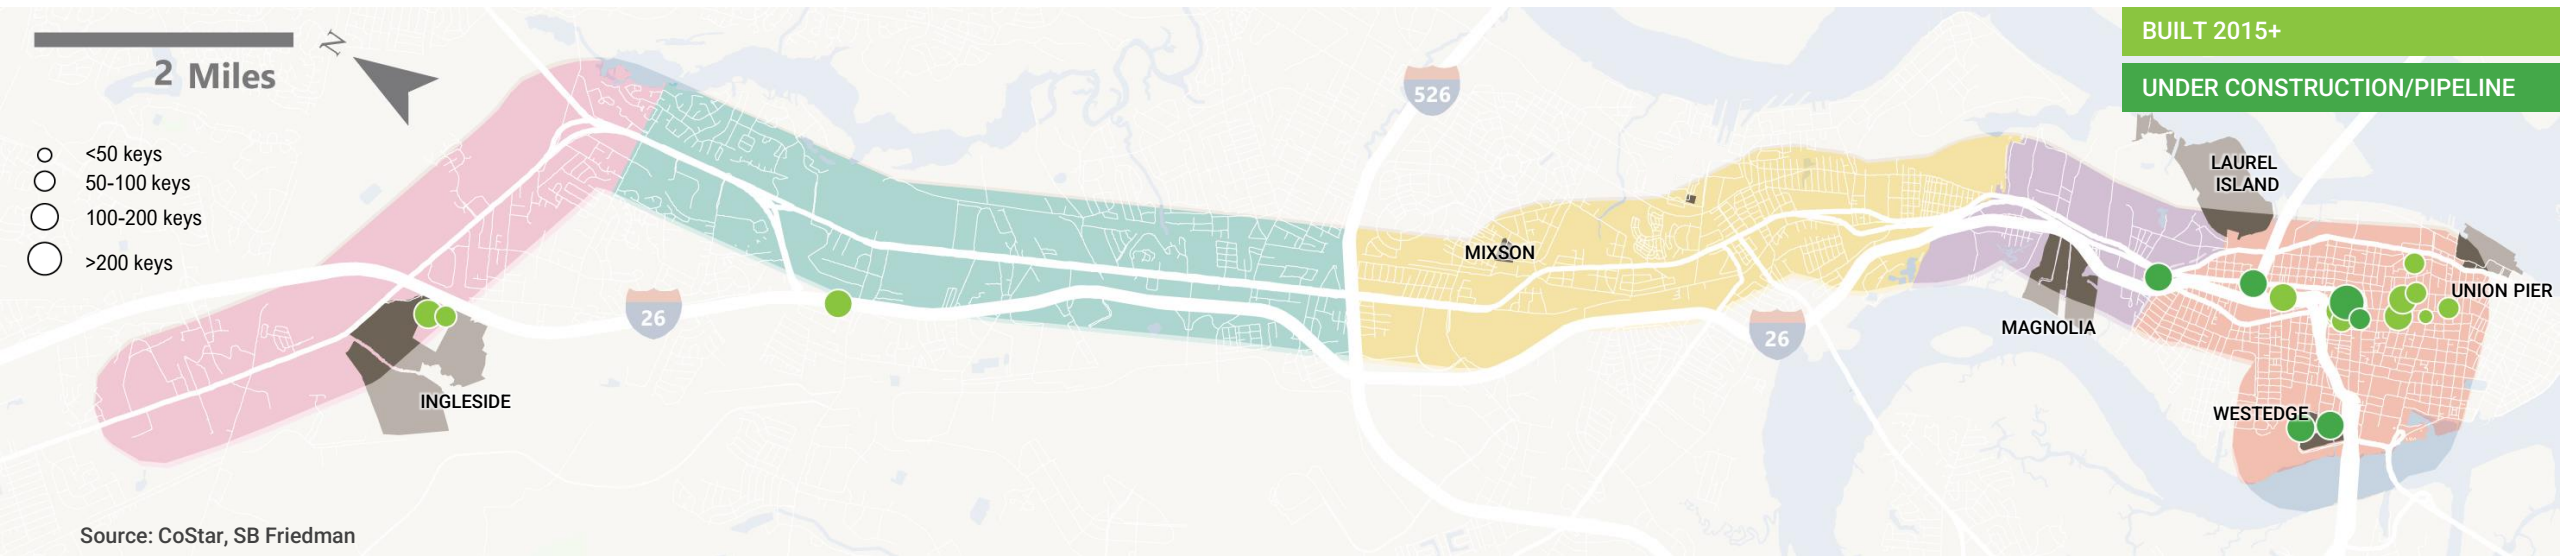 BUILT 2015+
UNDER CONSTRUCTION/PIPELINE
N
2 Miles
<50 keys
50-100 keys
100-200 keys
>200 keys
526
LAUREL
ISLAND
MIXSON
UNION PIER
26
26
MAGNOLIA
INGLESIDE
WESTEDGE
Source: CoStar, SB Friedman